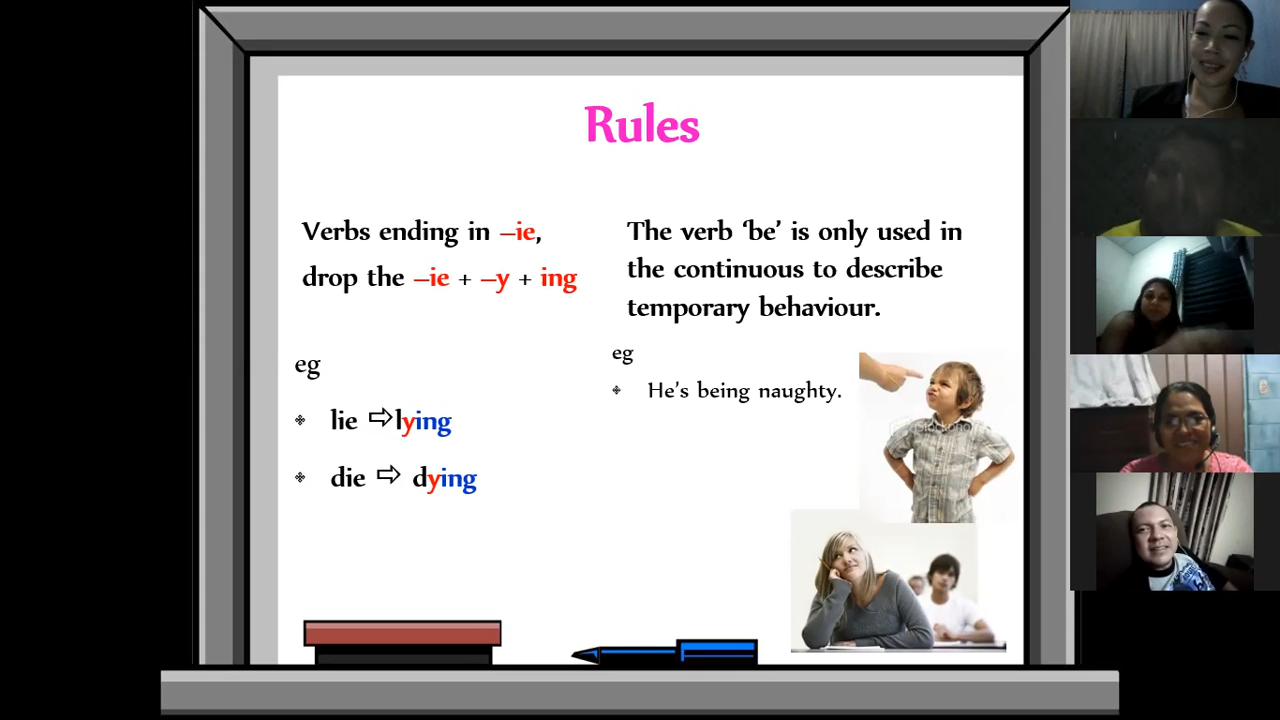 Rules
Verbs ending in –ie,
drop the –ie + –y + ing
eg
lie ⇨ lying
die ⇨ dying
The verb ‘be’ is only used in
the continuous to describe
temporary behaviour.
eg
He's being naughty.